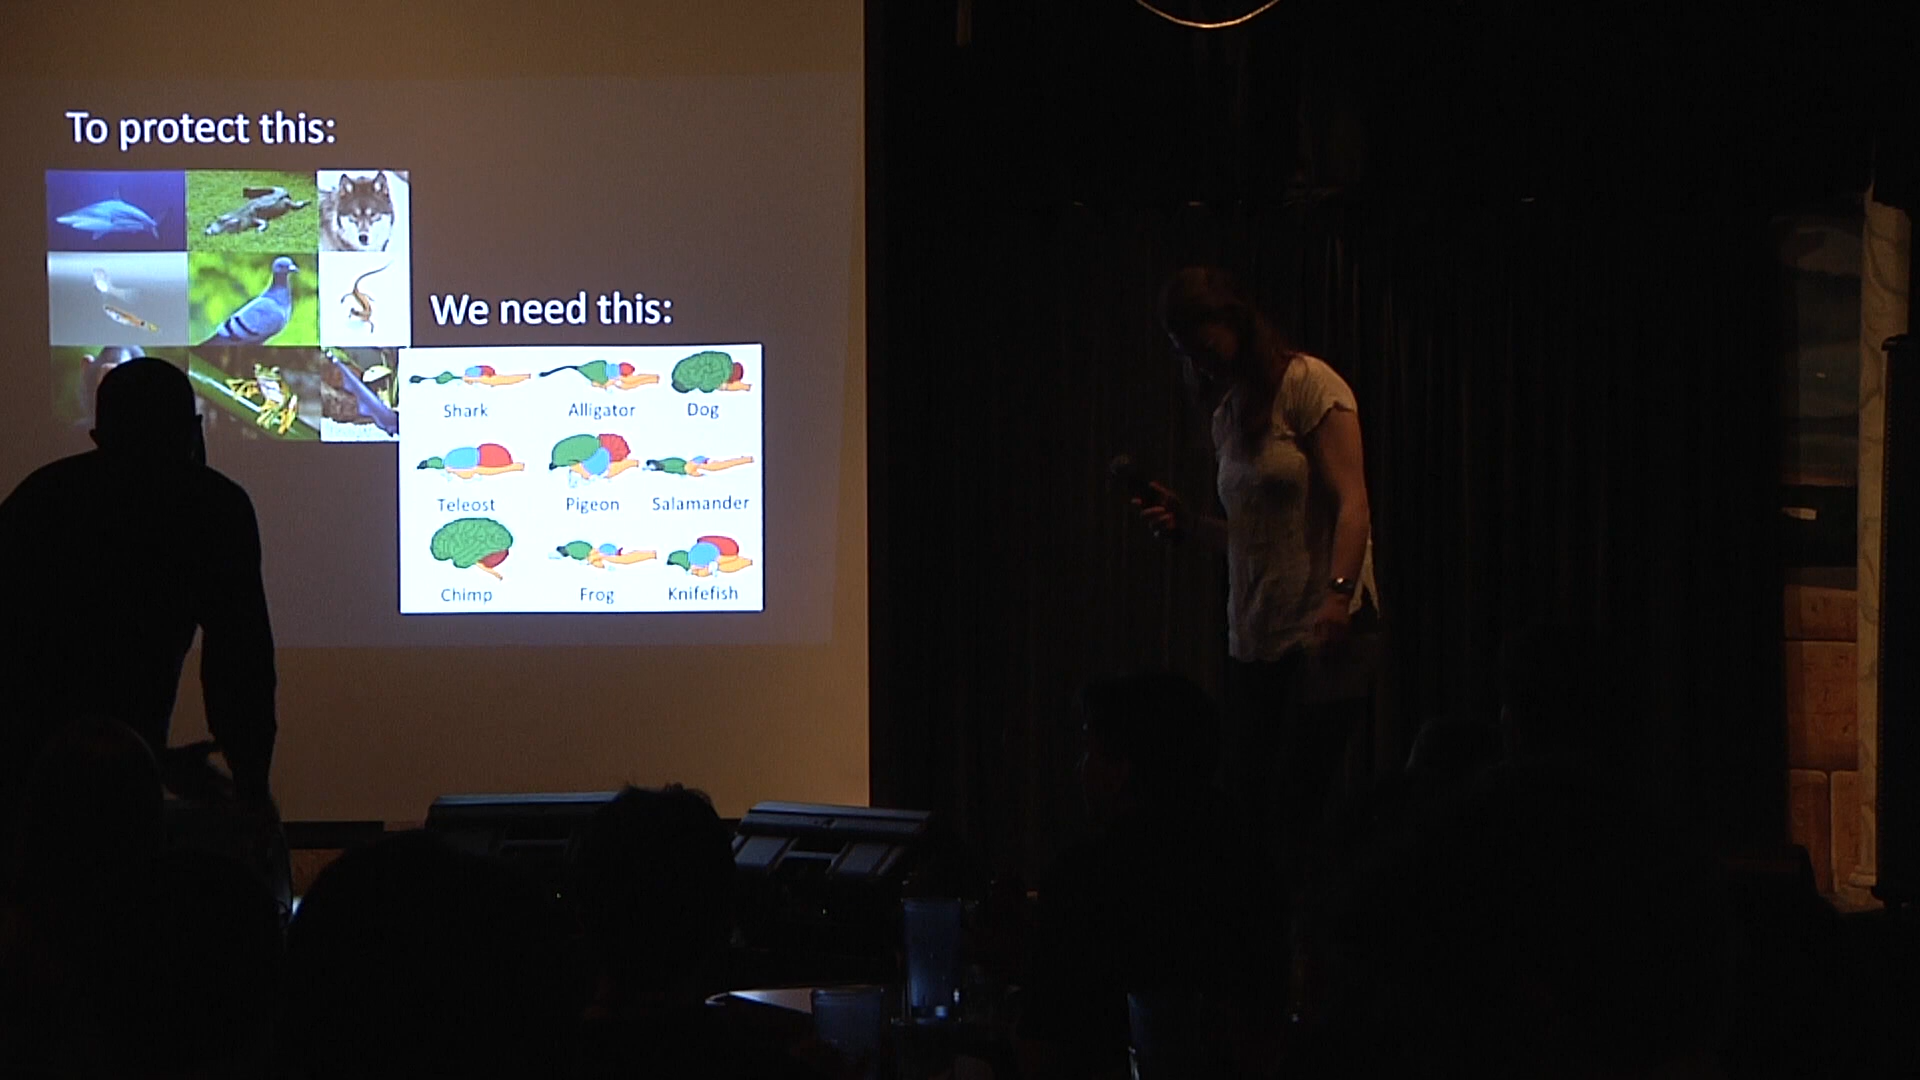 To protect this:
We need this:
Shark Alligator Dog
Teleost Pigeon Salamander
Chimp Frog Knifefish